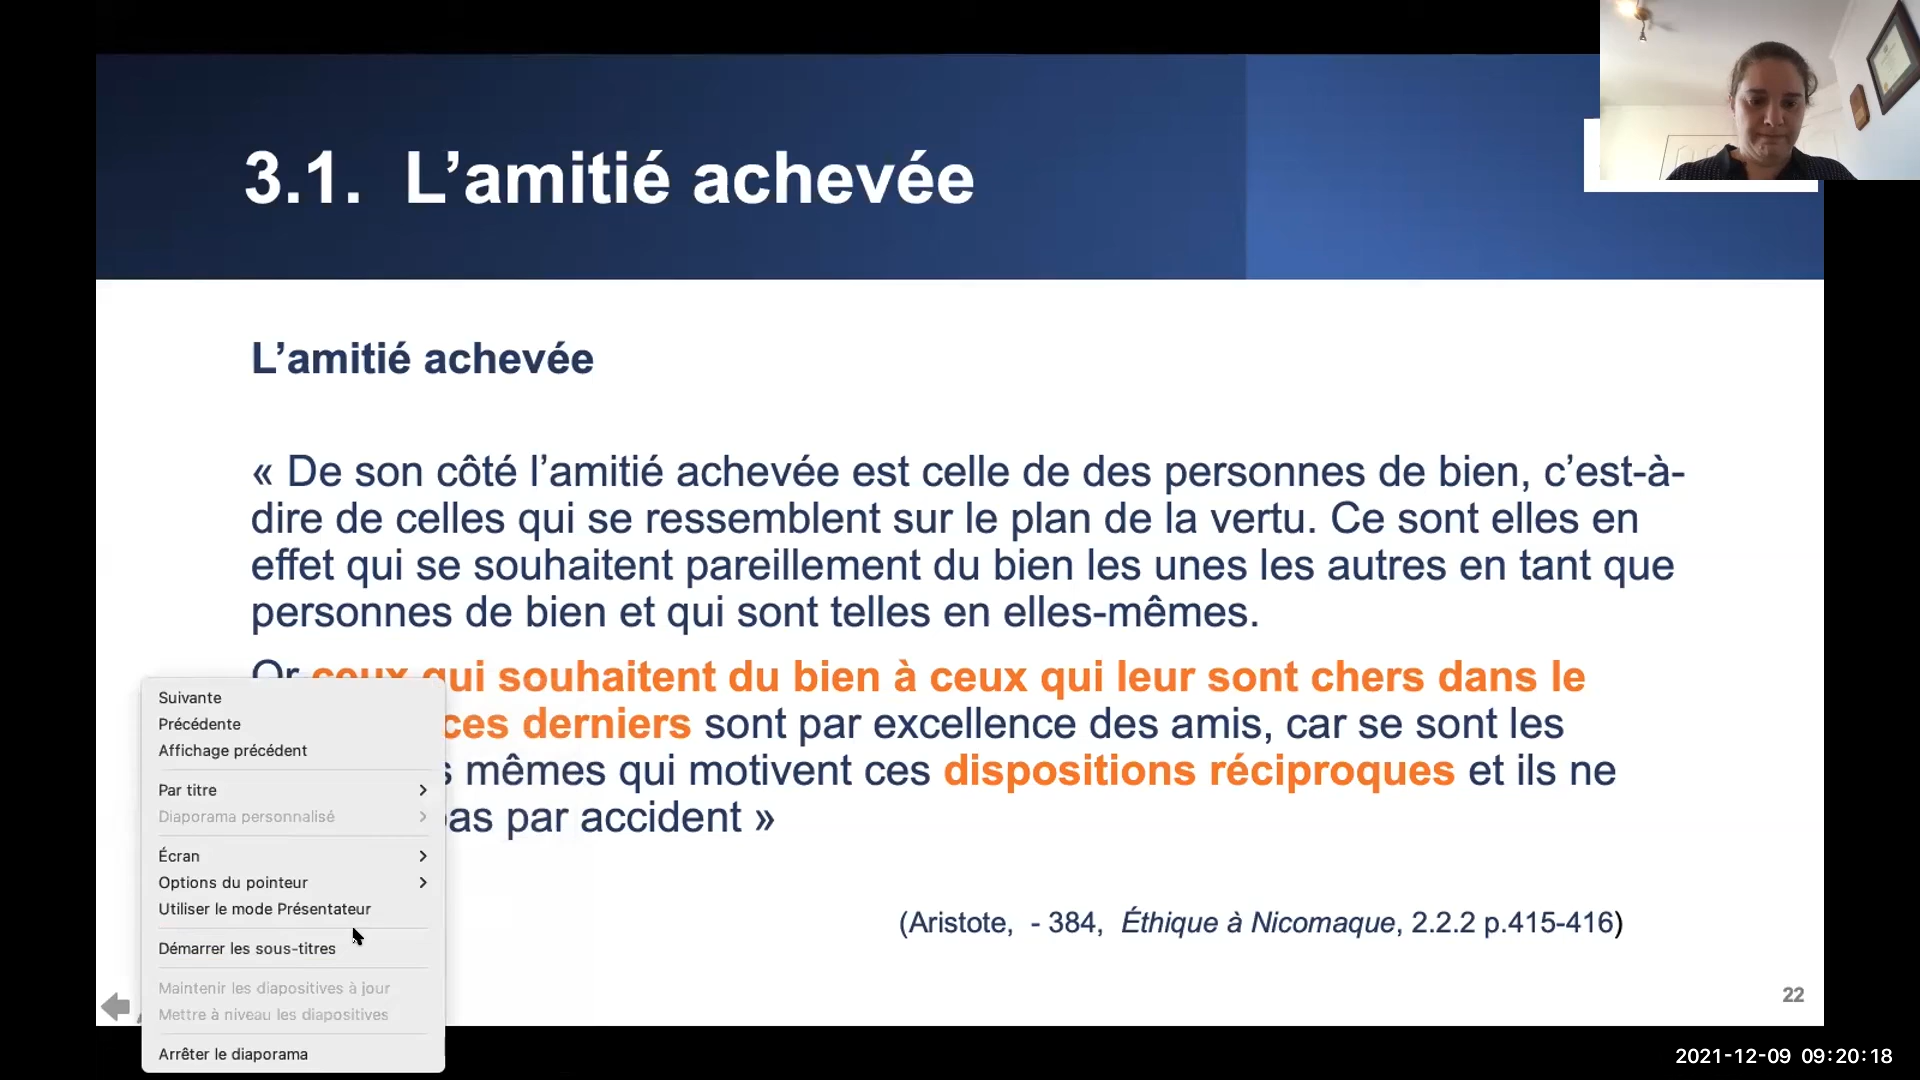 3.1. L’amitié achevée
L’amitié achevée
« De son côté l’amitié achevée est celle de des personnes de bien, c’est-à-
dire de celles qui se ressemblent sur le plan de la vertu. Ce sont elles en
effet qui se souhaitent pareillement du bien les unes les autres en tant que
personnes de bien et qui sont telles en elles-mêmes.
Or ceux qui souhaitent du bien à ceux qui leur sont chers dans le
ces derniers sont par excellence des amis, car se sont les
mêmes qui motivent ces dispositions réciproques et ils ne
pas par accident »
(Aristote, - 384, Éthique à Nicomaque, 2.2.2 p.415-416)
22
Suivante
Précédente
Affichage précédent
Par titre
Diaporama personnalisé
Écran
Options du pointeur
Utiliser le mode Présentateur
Démarrer les sous-titres
Maintenir les diapositives à jour
Mettre à niveau les diapositives
Arrêter le diaporama
2021-12-09 09:20:18